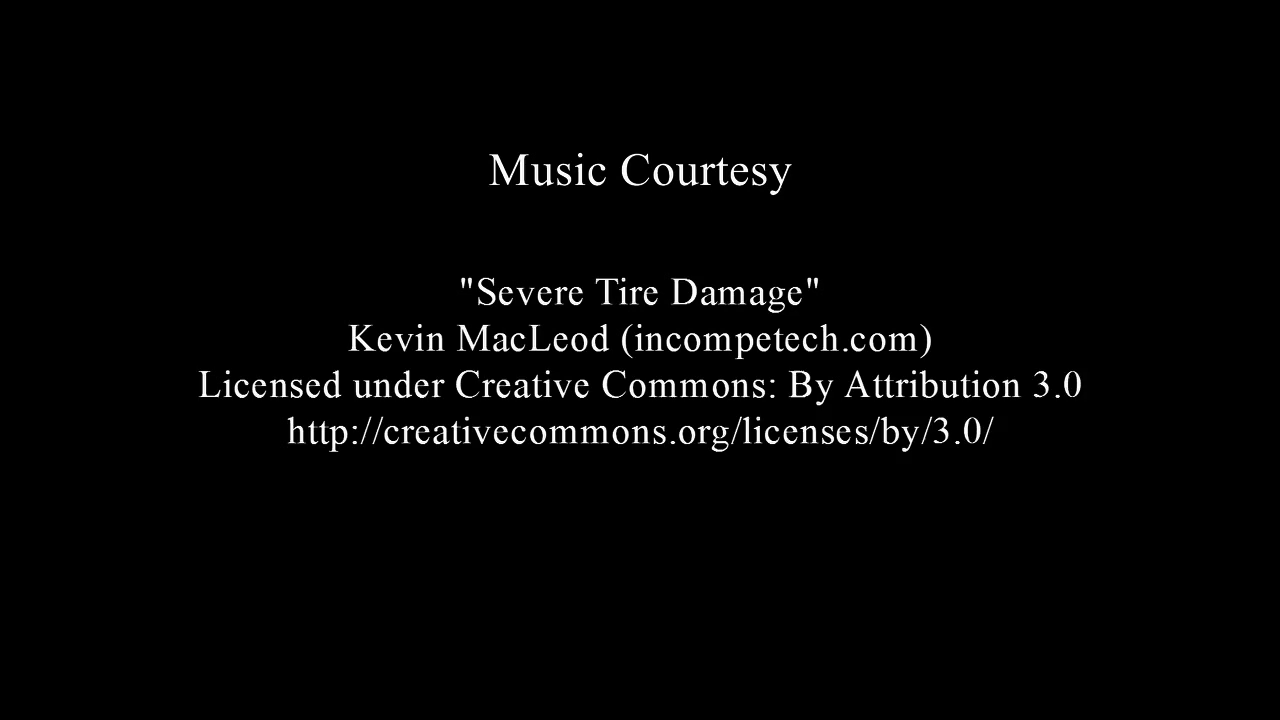 Music Courtesy
"Severe Tire Damage"
Kevin MacLeod (incompetech.com)
Licensed under Creative Commons: By Attribution 3.0
http://creativecommons.org/licenses/by/3.0/